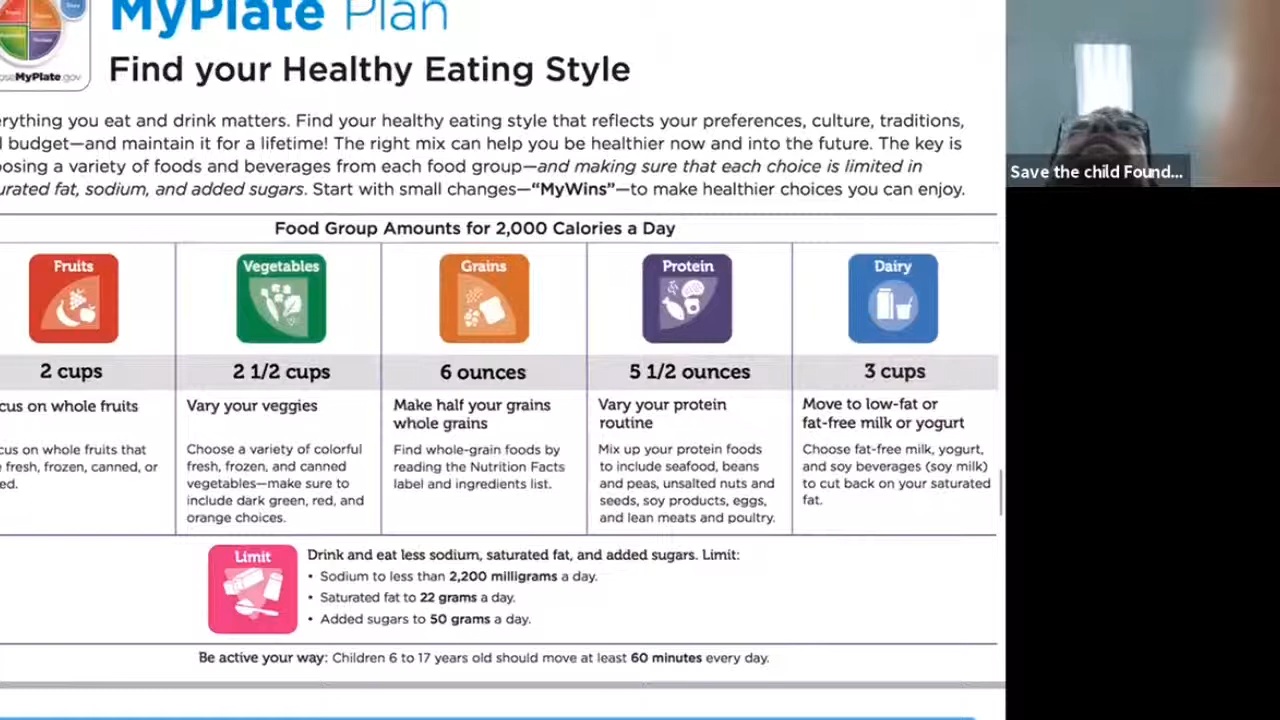 MyPlate Plan
MyPlate.gov
Find your Healthy Eating Style
you eat and drink matters. Find your healthy eating style that reflects your preferences, culture, traditions,
budget—and maintain it for a lifetime! The right mix can help you be healthier now and into the future. The key is
a variety of foods and beverages from each food group—and making sure that each choice is limited in
fat, sodium, and added sugars. Start with small changes—“MyWins”—to make healthier choices you can enjoy.
Save the child Found...
Food Group Amounts for 2,000 Calories a Day
Fruits
2 cups
cus on whole fruits
cus on whole fruits that
fresh, frozen, canned, or
ed.
Vegetables
2 1/2 cups
Vary your veggies
Choose a variety of colorful
fresh, frozen, and canned
vegetables—make sure to
include dark green, red, and
orange choices.
Grains
6 ounces
Make half your grains
whole grains
Find whole-grain foods by
reading the Nutrition Facts
label and ingredients list.
Protein
5 1/2 ounces
Vary your protein
routine
Mix up your protein foods
to include seafood, beans
and peas, unsalted nuts and
seeds, soy products, eggs,
and lean meats and poultry.
Dairy
3 cups
Move to low-fat or
fat-free milk or yogurt
Choose fat-free milk, yogurt,
and soy beverages (soy milk)
to cut back on your saturated
fat.
Limit
Drink and eat less sodium, saturated fat, and added sugars. Limit:
• Sodium to less than 2,200 milligrams a day.
• Saturated fat to 22 grams a day.
• Added sugars to 50 grams a day.
Be active your way: Children 6 to 17 years old should move at least 60 minutes every day.